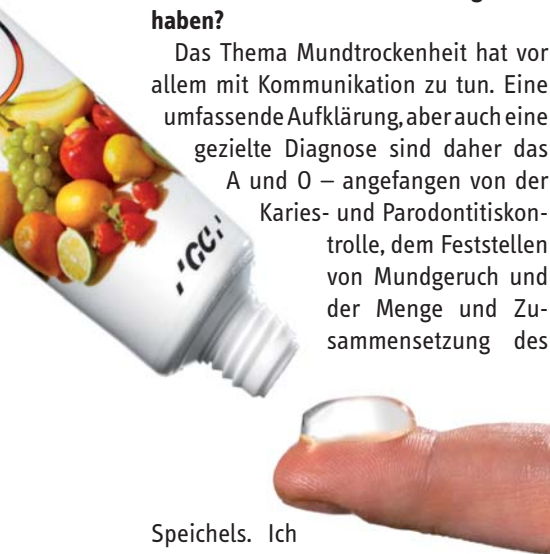 haben?
Das Thema Mundtrockenheit hat vor
allem mit Kommunikation zu tun. Eine
umfassende Aufklärung, aber auch eine
gezielte Diagnose sind daher das
A und O – angefangen von der
Karies- und Parodontitiskon-
trolle, dem Feststellen
von Mundgeruch und
der Menge und Zu-
sammensetzung des
'GC'
Speichels. Ich